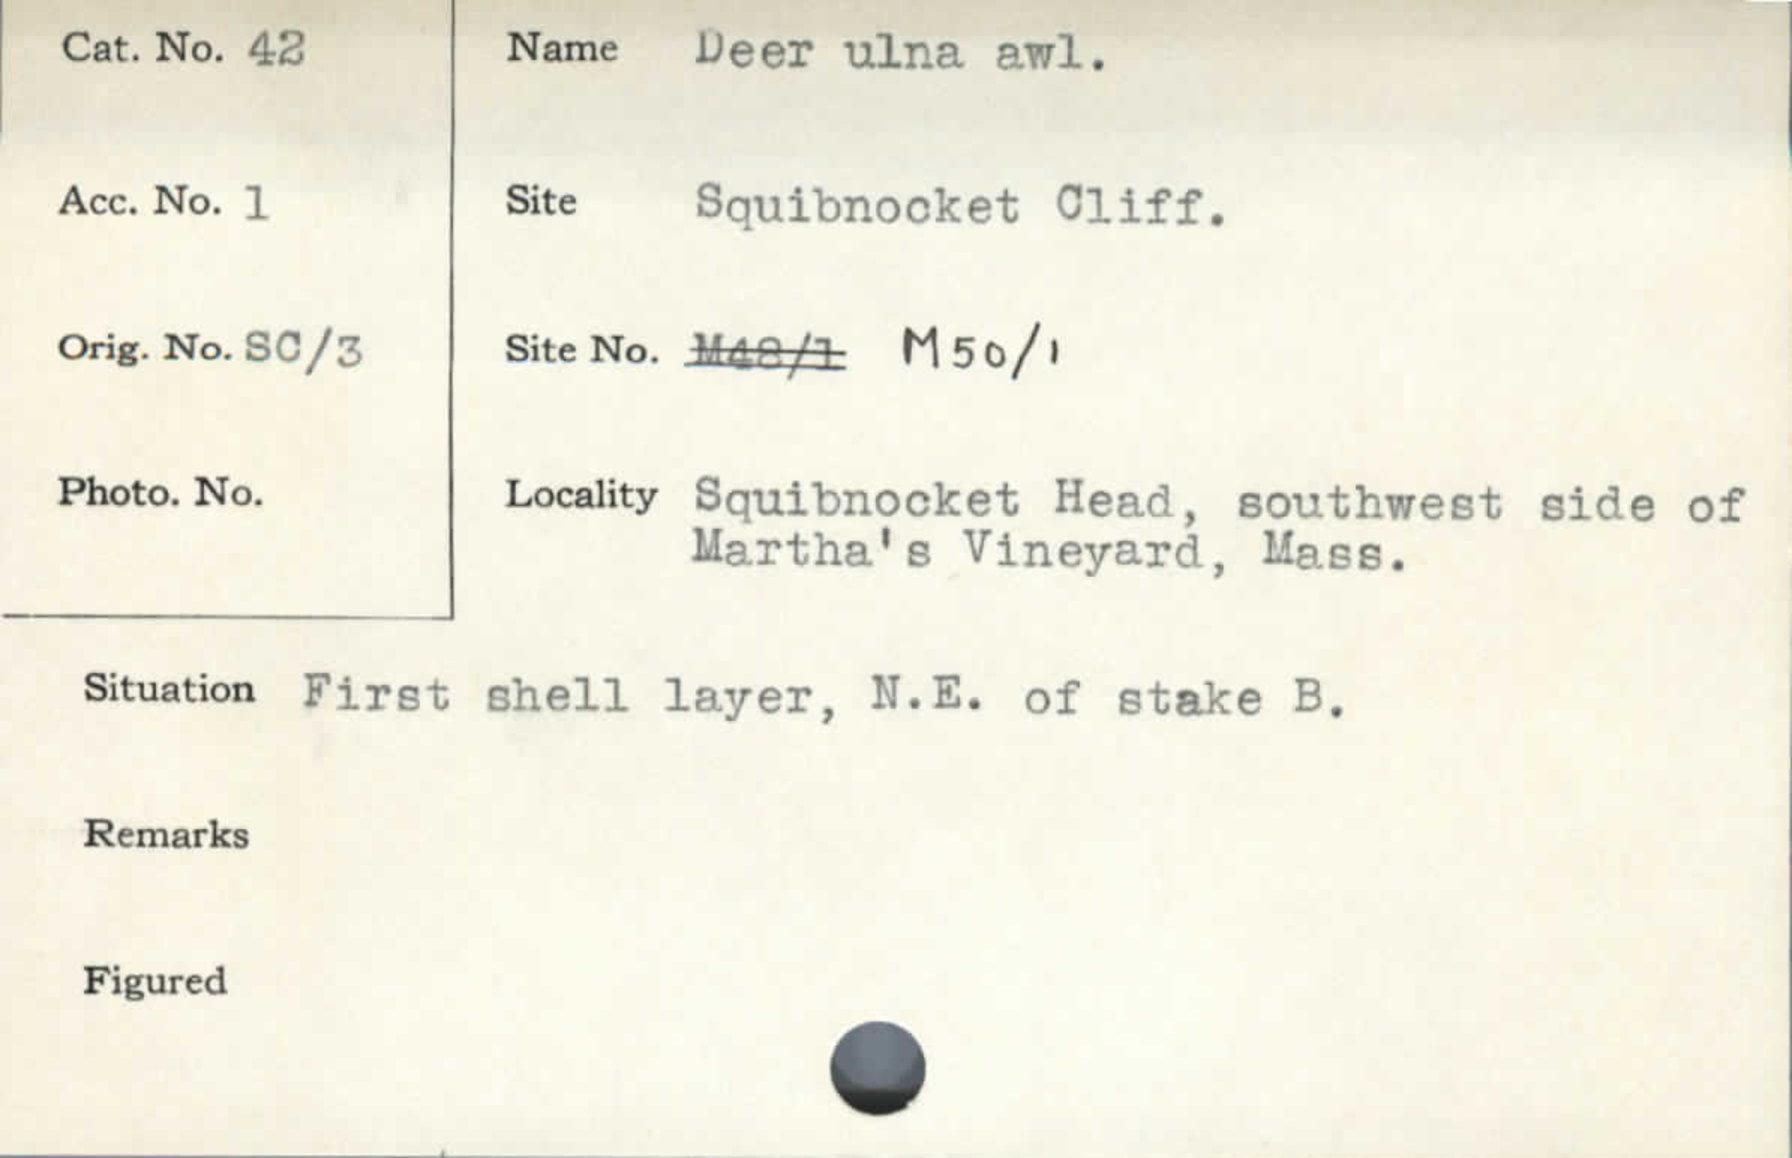 Cat. No. 42
Name Deer ulna awl.
Acc. No. 1
Site Squibnocket Cliff.
Orig. No. SC/3
Site No. M48/1 M50/1
Photo. No.
Locality Squibnocket Head, southwest side of
Martha's Vineyard, Mass.
Situation First shell layer, N.E. of stake B.
Remarks
Figured